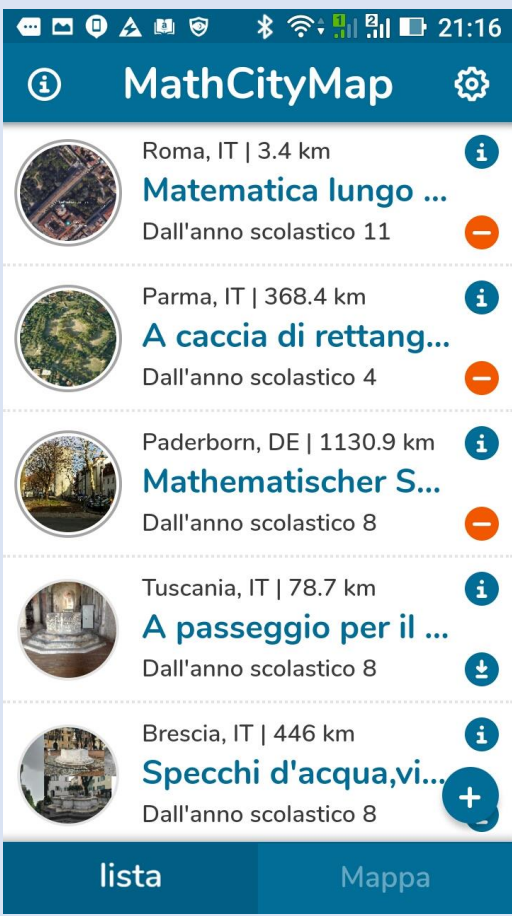 21:16
MathCityMap
Roma, IT | 3.4 km
Matematica lungo ...
Dall'anno scolastico 11
Parma, IT | 368.4 km
A caccia di rettang...
Dall'anno scolastico 4
Paderborn, DE | 1130.9 km
Mathematischer S...
Dall'anno scolastico 8
Tuscania, IT | 78.7 km
A passeggio per il ...
Dall'anno scolastico 8
Brescia, IT | 446 km
Specchi d'acqua,vi...
Dall'anno scolastico 8
lista
Mappa